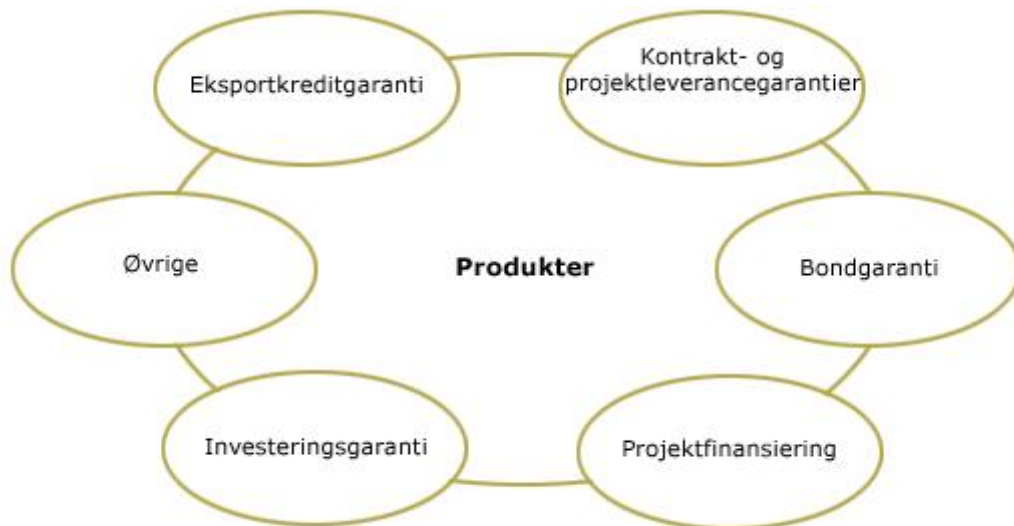 Eksportkreditgaranti
Kontrakt- og
projektleverancegarantier
Øvrige
Produkter
Bondgaranti
Investeringsgaranti
Projektfinansiering